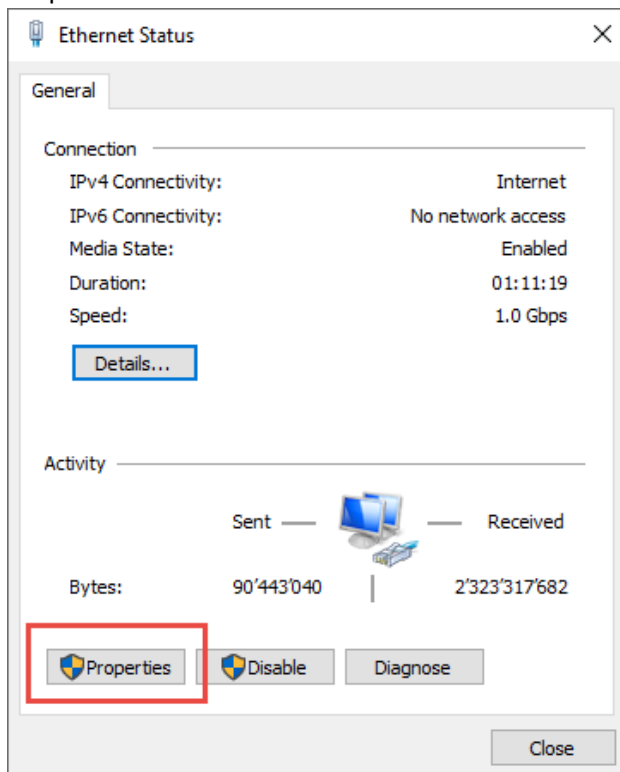 Ethernet Status
General
Connection
IPv4 Connectivity: Internet
IPv6 Connectivity: No network access
Media State: Enabled
Duration: 01:11:19
Speed: 1.0 Gbps
Details...
Activity
Sent Received
Bytes: 90'443'040 2'323'317'682
Properties Disable Diagnose
Close